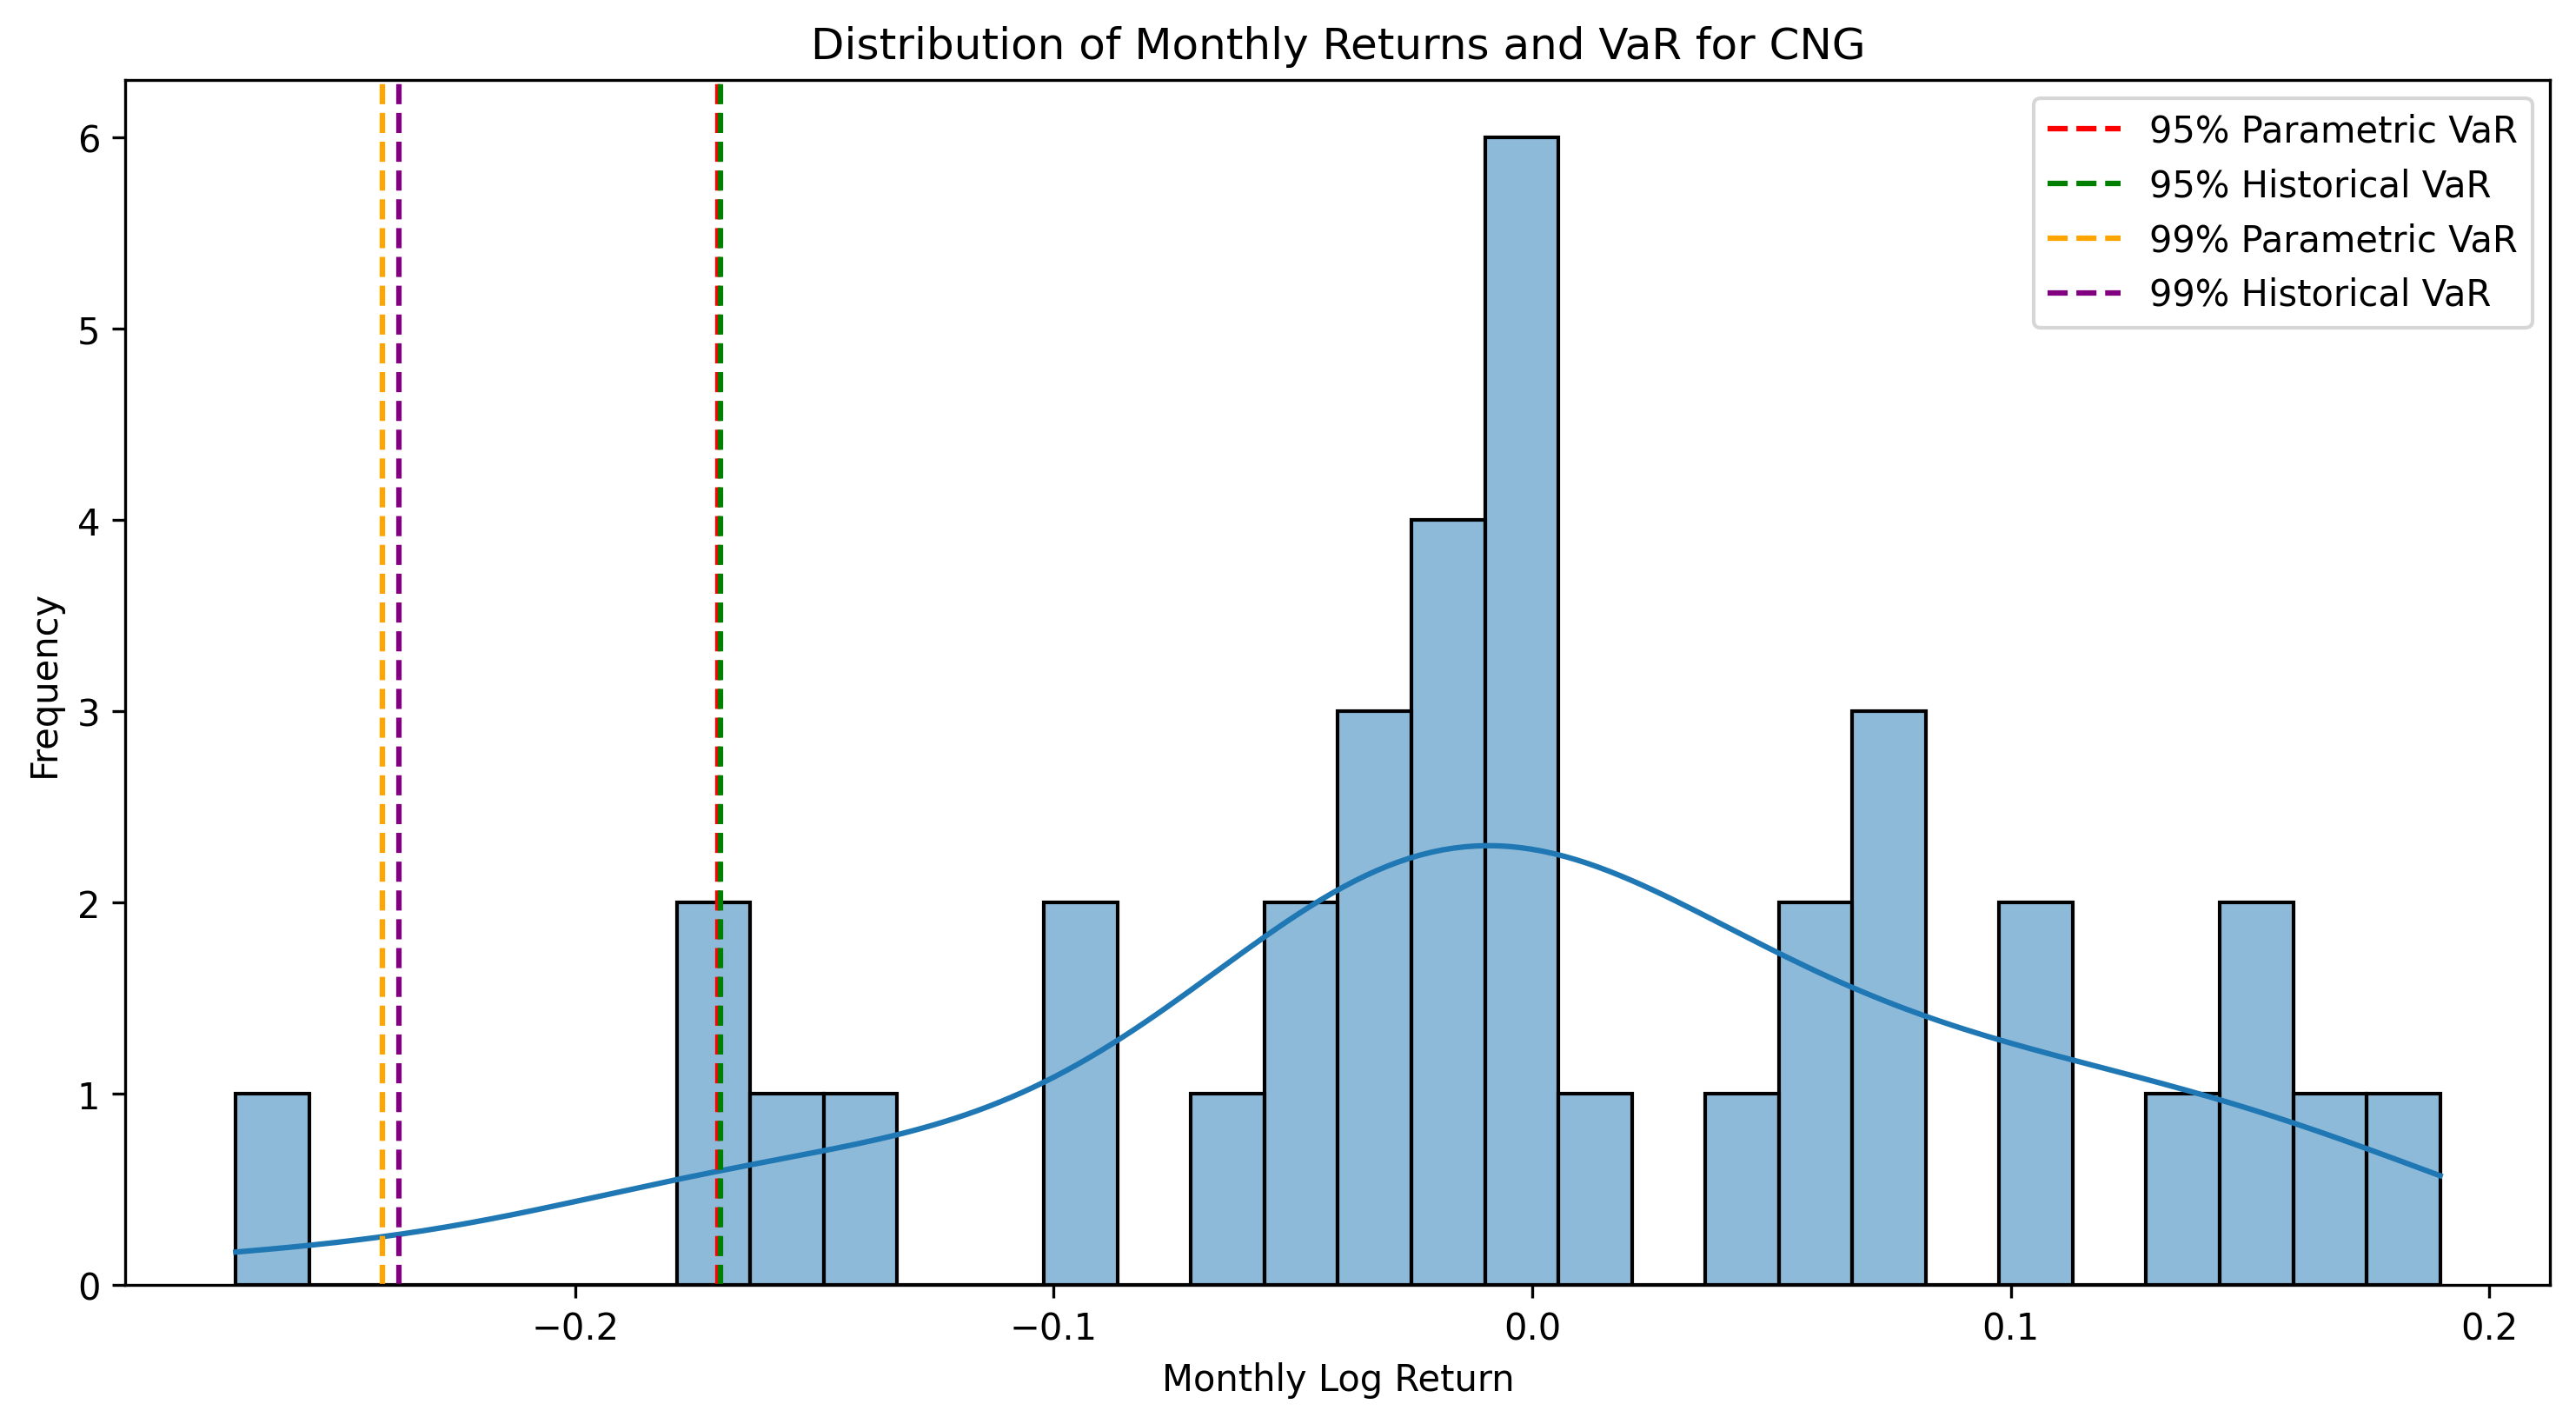 Distribution of Monthly Returns and VaR for CNG
95% Parametric VaR
95% Historical VaR
99% Parametric VaR
99% Historical VaR
6
5
4
3
2
1
0
Frequency
−0.2 −0.1 0.0 0.1 0.2
Monthly Log Return